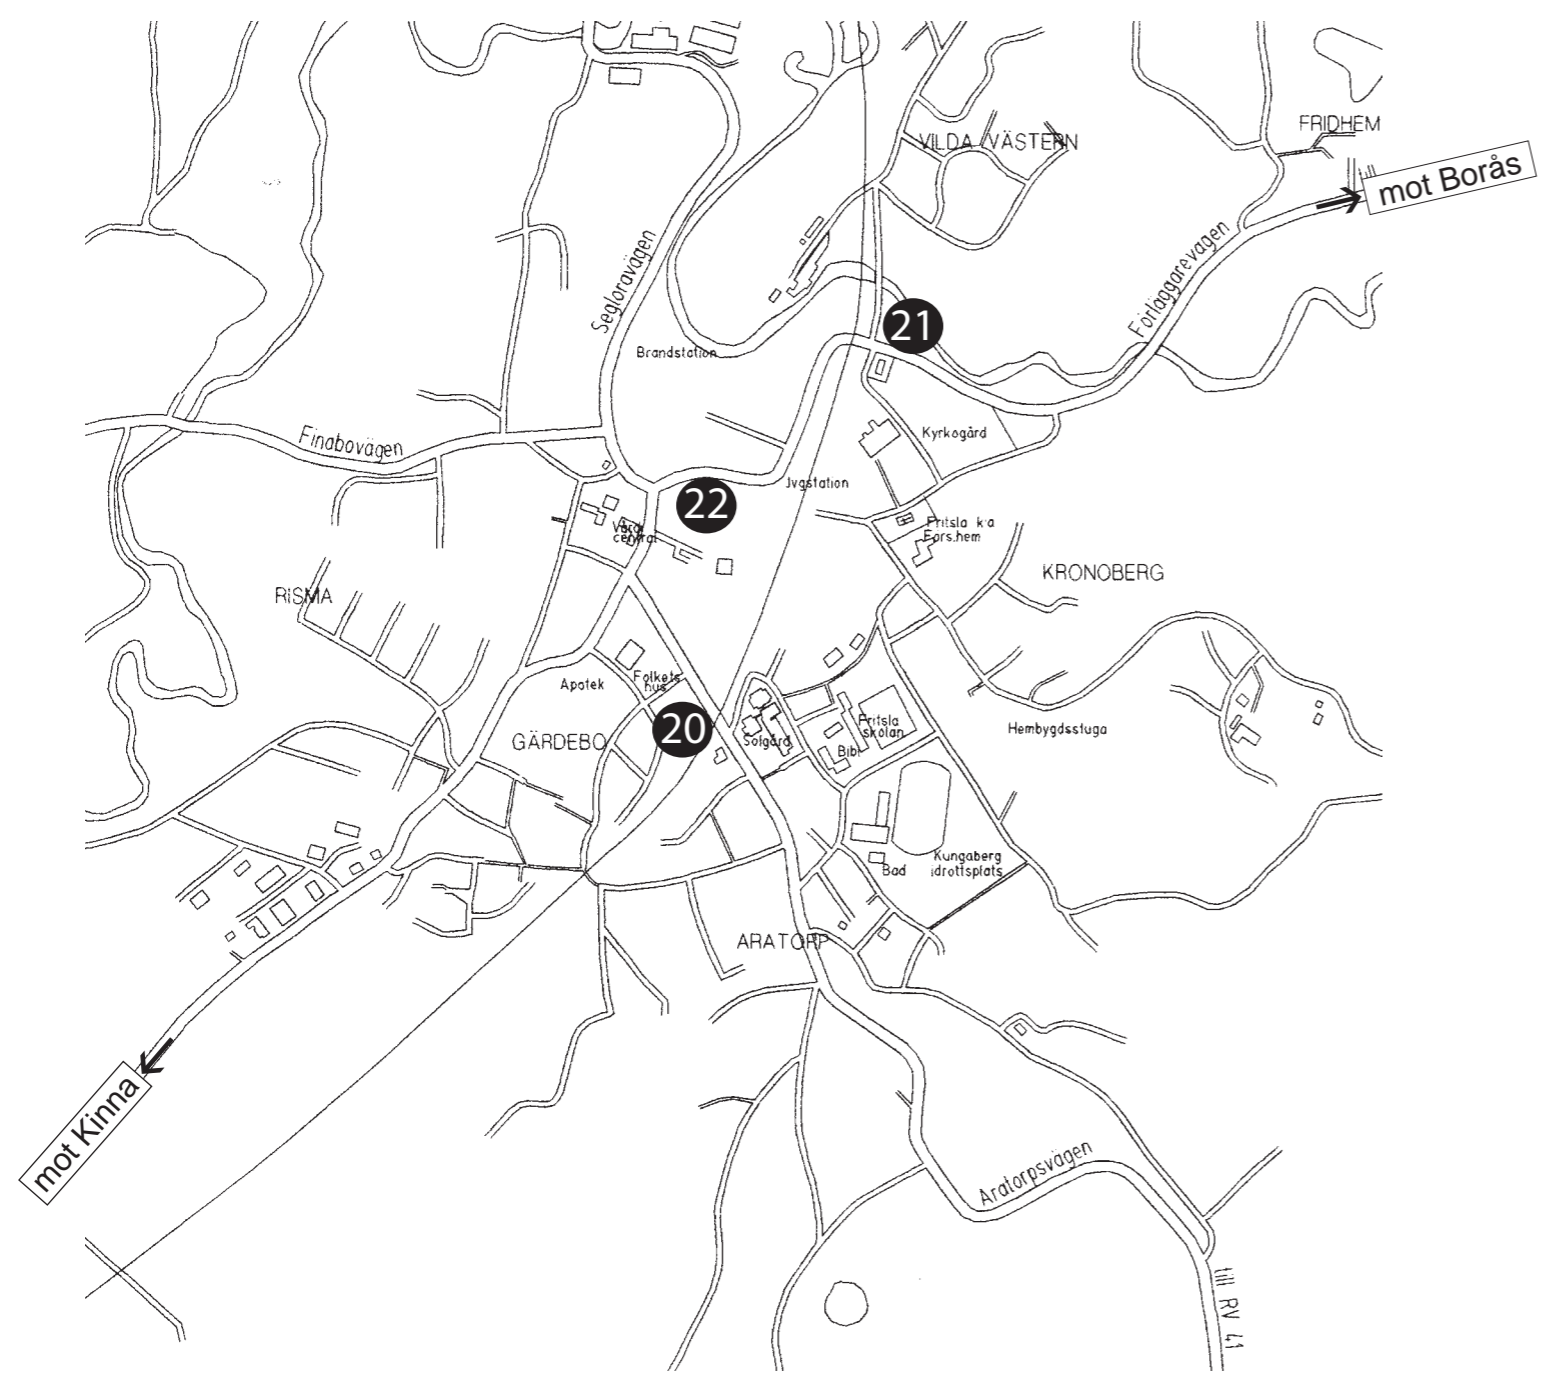 FRIDHEM
VILDA VÄSTERN
mot Borås
Segloravägen
Förläggarevägen
21
Brandstation
Finabovägen
Kyrkogård
Jvgstation
22
Fritsla k:a
Förs.hem
Vård
central
KRONOBERG
RISMA
Apotek
Folkets
hus
20
Fritsla
skolan
Hembygdsstuga
GÄRDEBO
Solgård
Bibl
Kungaberg
idrottsplats
Bad
ARATORP
mot Kinna
Aratorpsvägen
till RV 41